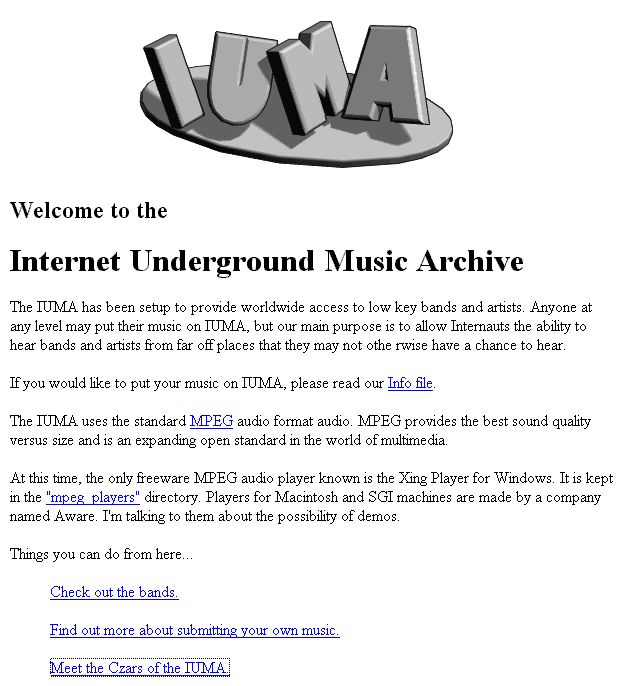 IUMA
Welcome to the
Internet Underground Music Archive
The IUMA has been setup to provide worldwide access to low key bands and artists. Anyone at
any level may put their music on IUMA, but our main purpose is to allow Internauts the ability to
hear bands and artists from far off places that they may not othe rwise have a chance to hear.
If you would like to put your music on IUMA, please read our Info file.
The IUMA uses the standard MPEG audio format audio. MPEG provides the best sound quality
versus size and is an expanding open standard in the world of multimedia.
At this time, the only freeware MPEG audio player known is the Xing Player for Windows. It is kept
in the "mpeg_players" directory. Players for Macintosh and SGI machines are made by a company
named Aware. I'm talking to them about the possibility of demos.
Things you can do from here...
Check out the bands.
Find out more about submitting your own music.
Meet the Czars of the IUMA.